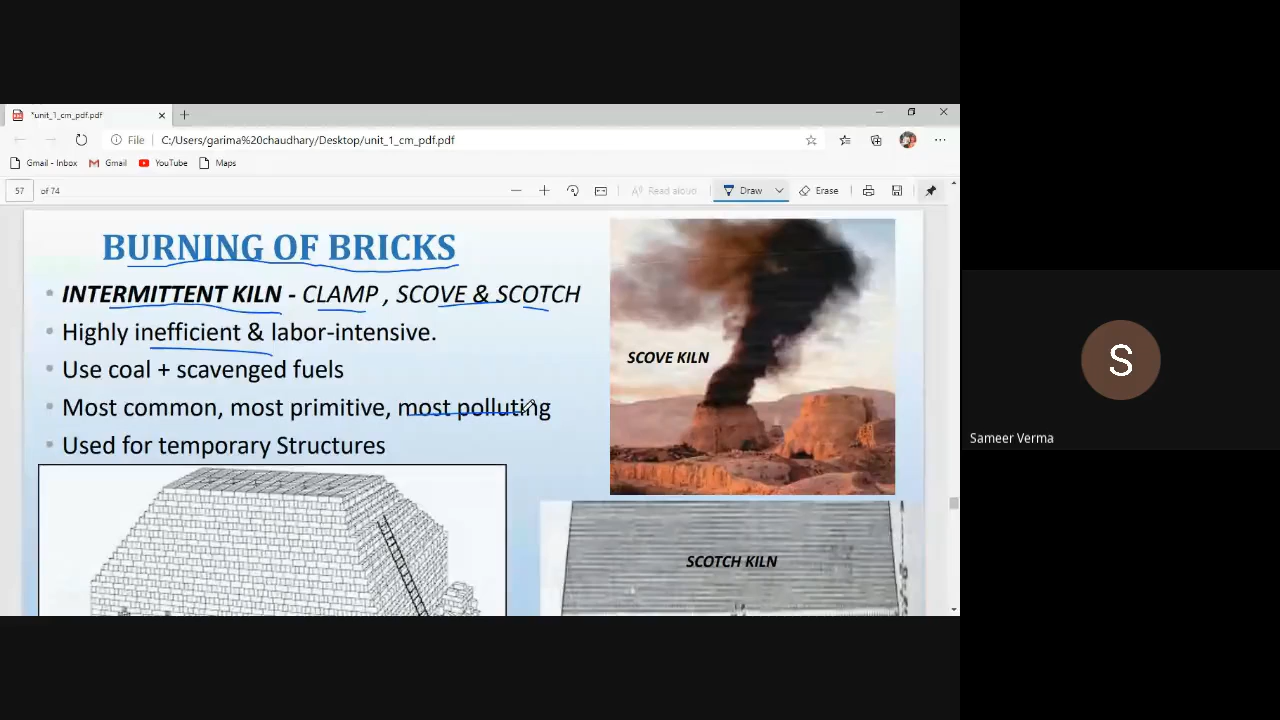 *unit_1_cm_pdf.pdf
File
C:/Users/garima%20chaudhary/Desktop/unit_1_cm_pdf.pdf
Gmail - Inbox
Gmail
YouTube
Maps
57
of 74
Read aloud
Draw
Erase
BURNING OF BRICKS
INTERMITTENT KILN - CLAMP , SCOVE & SCOTCH
Highly inefficient & labor-intensive.
Use coal + scavenged fuels
Most common, most primitive, most polluting
Used for temporary Structures
SCOVE KILN
SCOTCH KILN
S
Sameer Verma